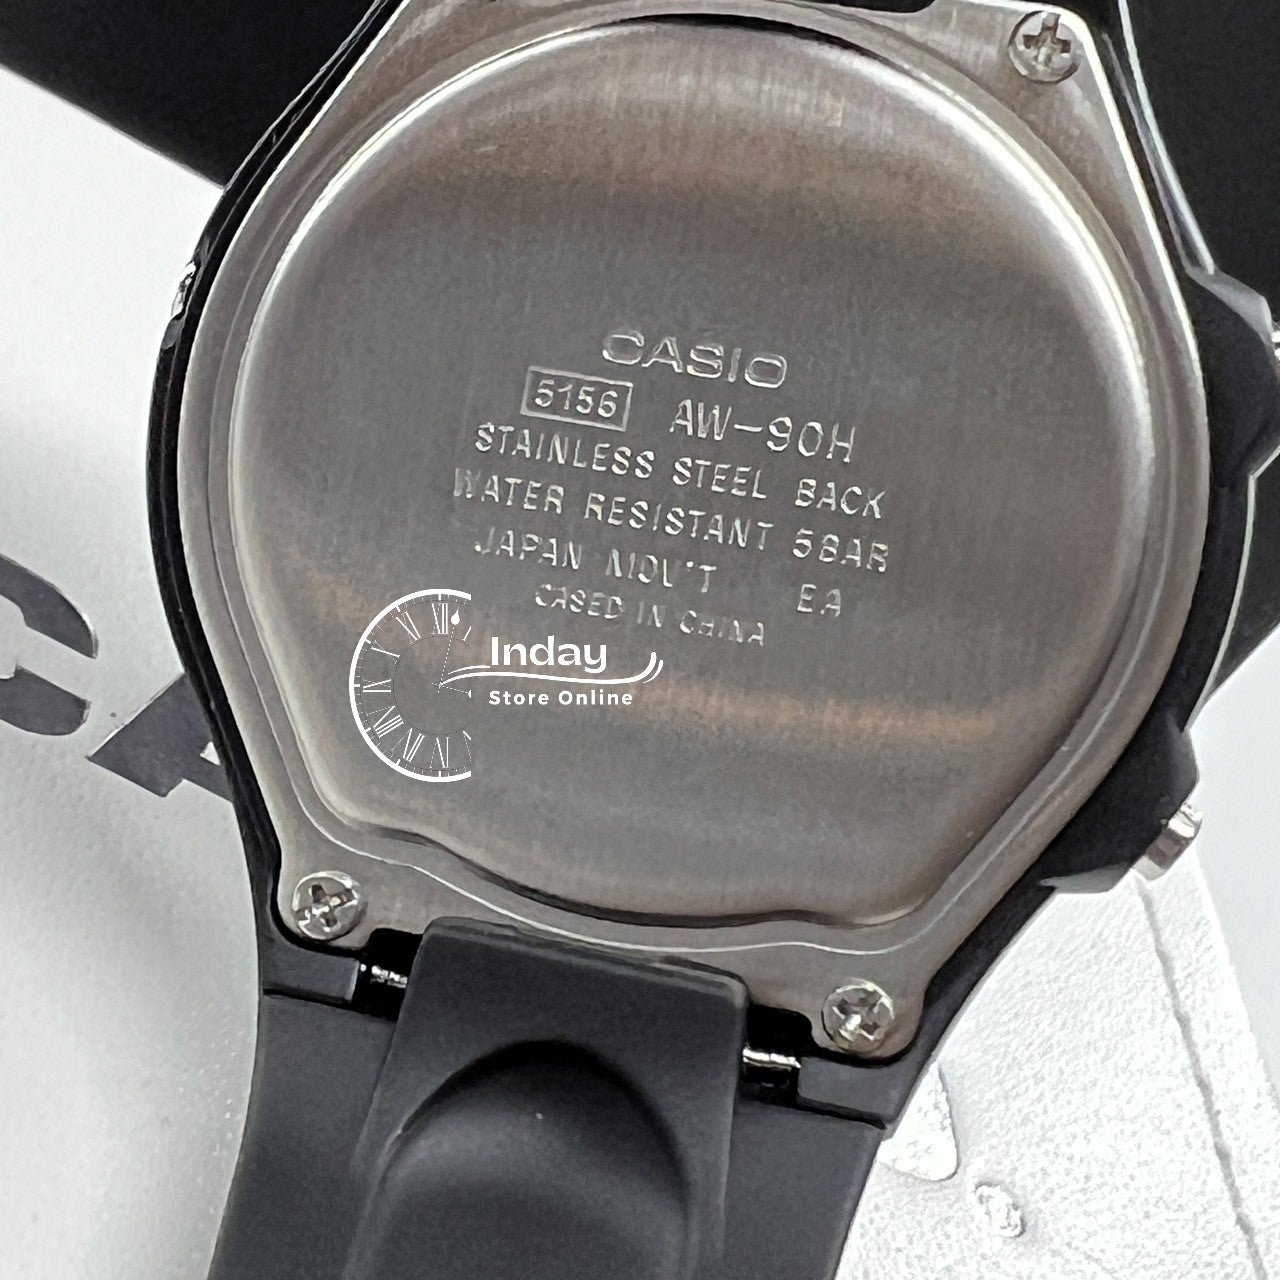 CASIO
5156 AW-90H
STAINLESS STEEL BACK
WATER RESISTANT 5BAR
JAPAN MOV'T EA
CASED IN CHINA
Inday
Store Online